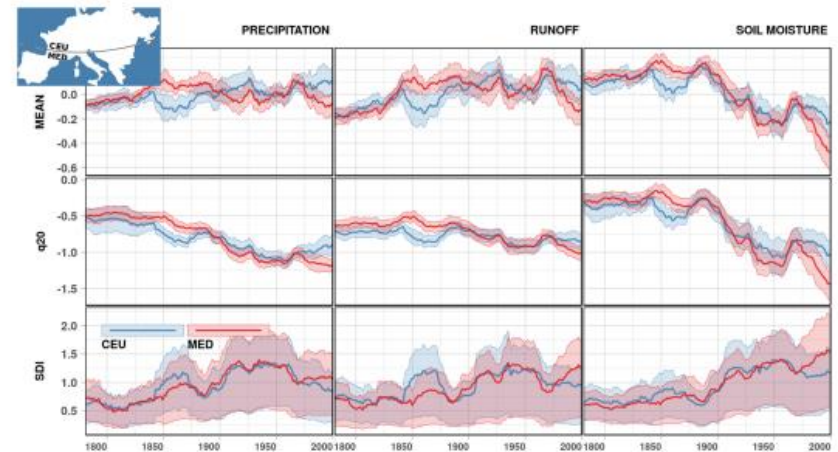 PRECIPITATION
RUNOFF
SOIL MOISTURE
CEU
MED
MEAN
0.0
-0.2
-0.4
-0.6
q20
0.0
-0.5
-1.0
-1.5
SDI
2.0
1.5
1.0
0.5
CEU
MED
1800
1850
1900
1950
2000
1800
1850
1900
1950
2000
1800
1850
1900
1950
2000